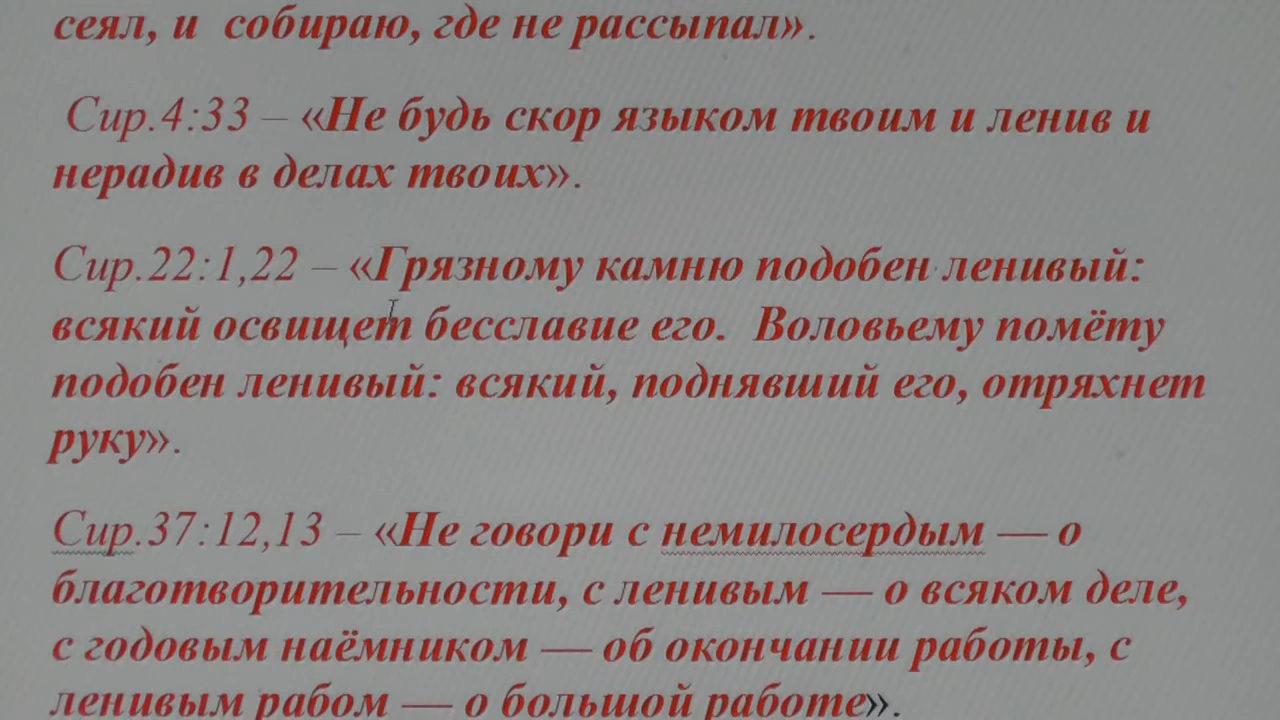 сеял, и собираю, где не рассыпал».
Сир.4:33 – «Не будь скор языком твоим и ленив и
нерадив в делах твоих».
Сир.22:1,22 – «Грязному камню подобен ленивый:
всякий освищет бесславие его. Воловьему помёту
подобен ленивый: всякий, поднявший его, отряхнет
руку».
Сир.37:12,13 – «Не говори с немилосердым — о
благотворительности, с ленивым — о всяком деле,
с годовым наёмником — об окончании работы, с
ленивым рабом — о большой работе».